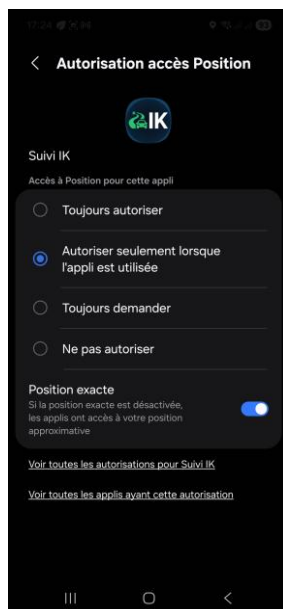 17:24
Autorisation accès Position
IK
Suivi IK
Accès à Position pour cette appli
Toujours autoriser
Autoriser seulement lorsque
l'appli est utilisée
Toujours demander
Ne pas autoriser
Position exacte
Si la position exacte est désactivée,
les applis ont accès à votre position
approximative
Voir toutes les autorisations pour Suivi IK
Voir toutes les applis ayant cette autorisation